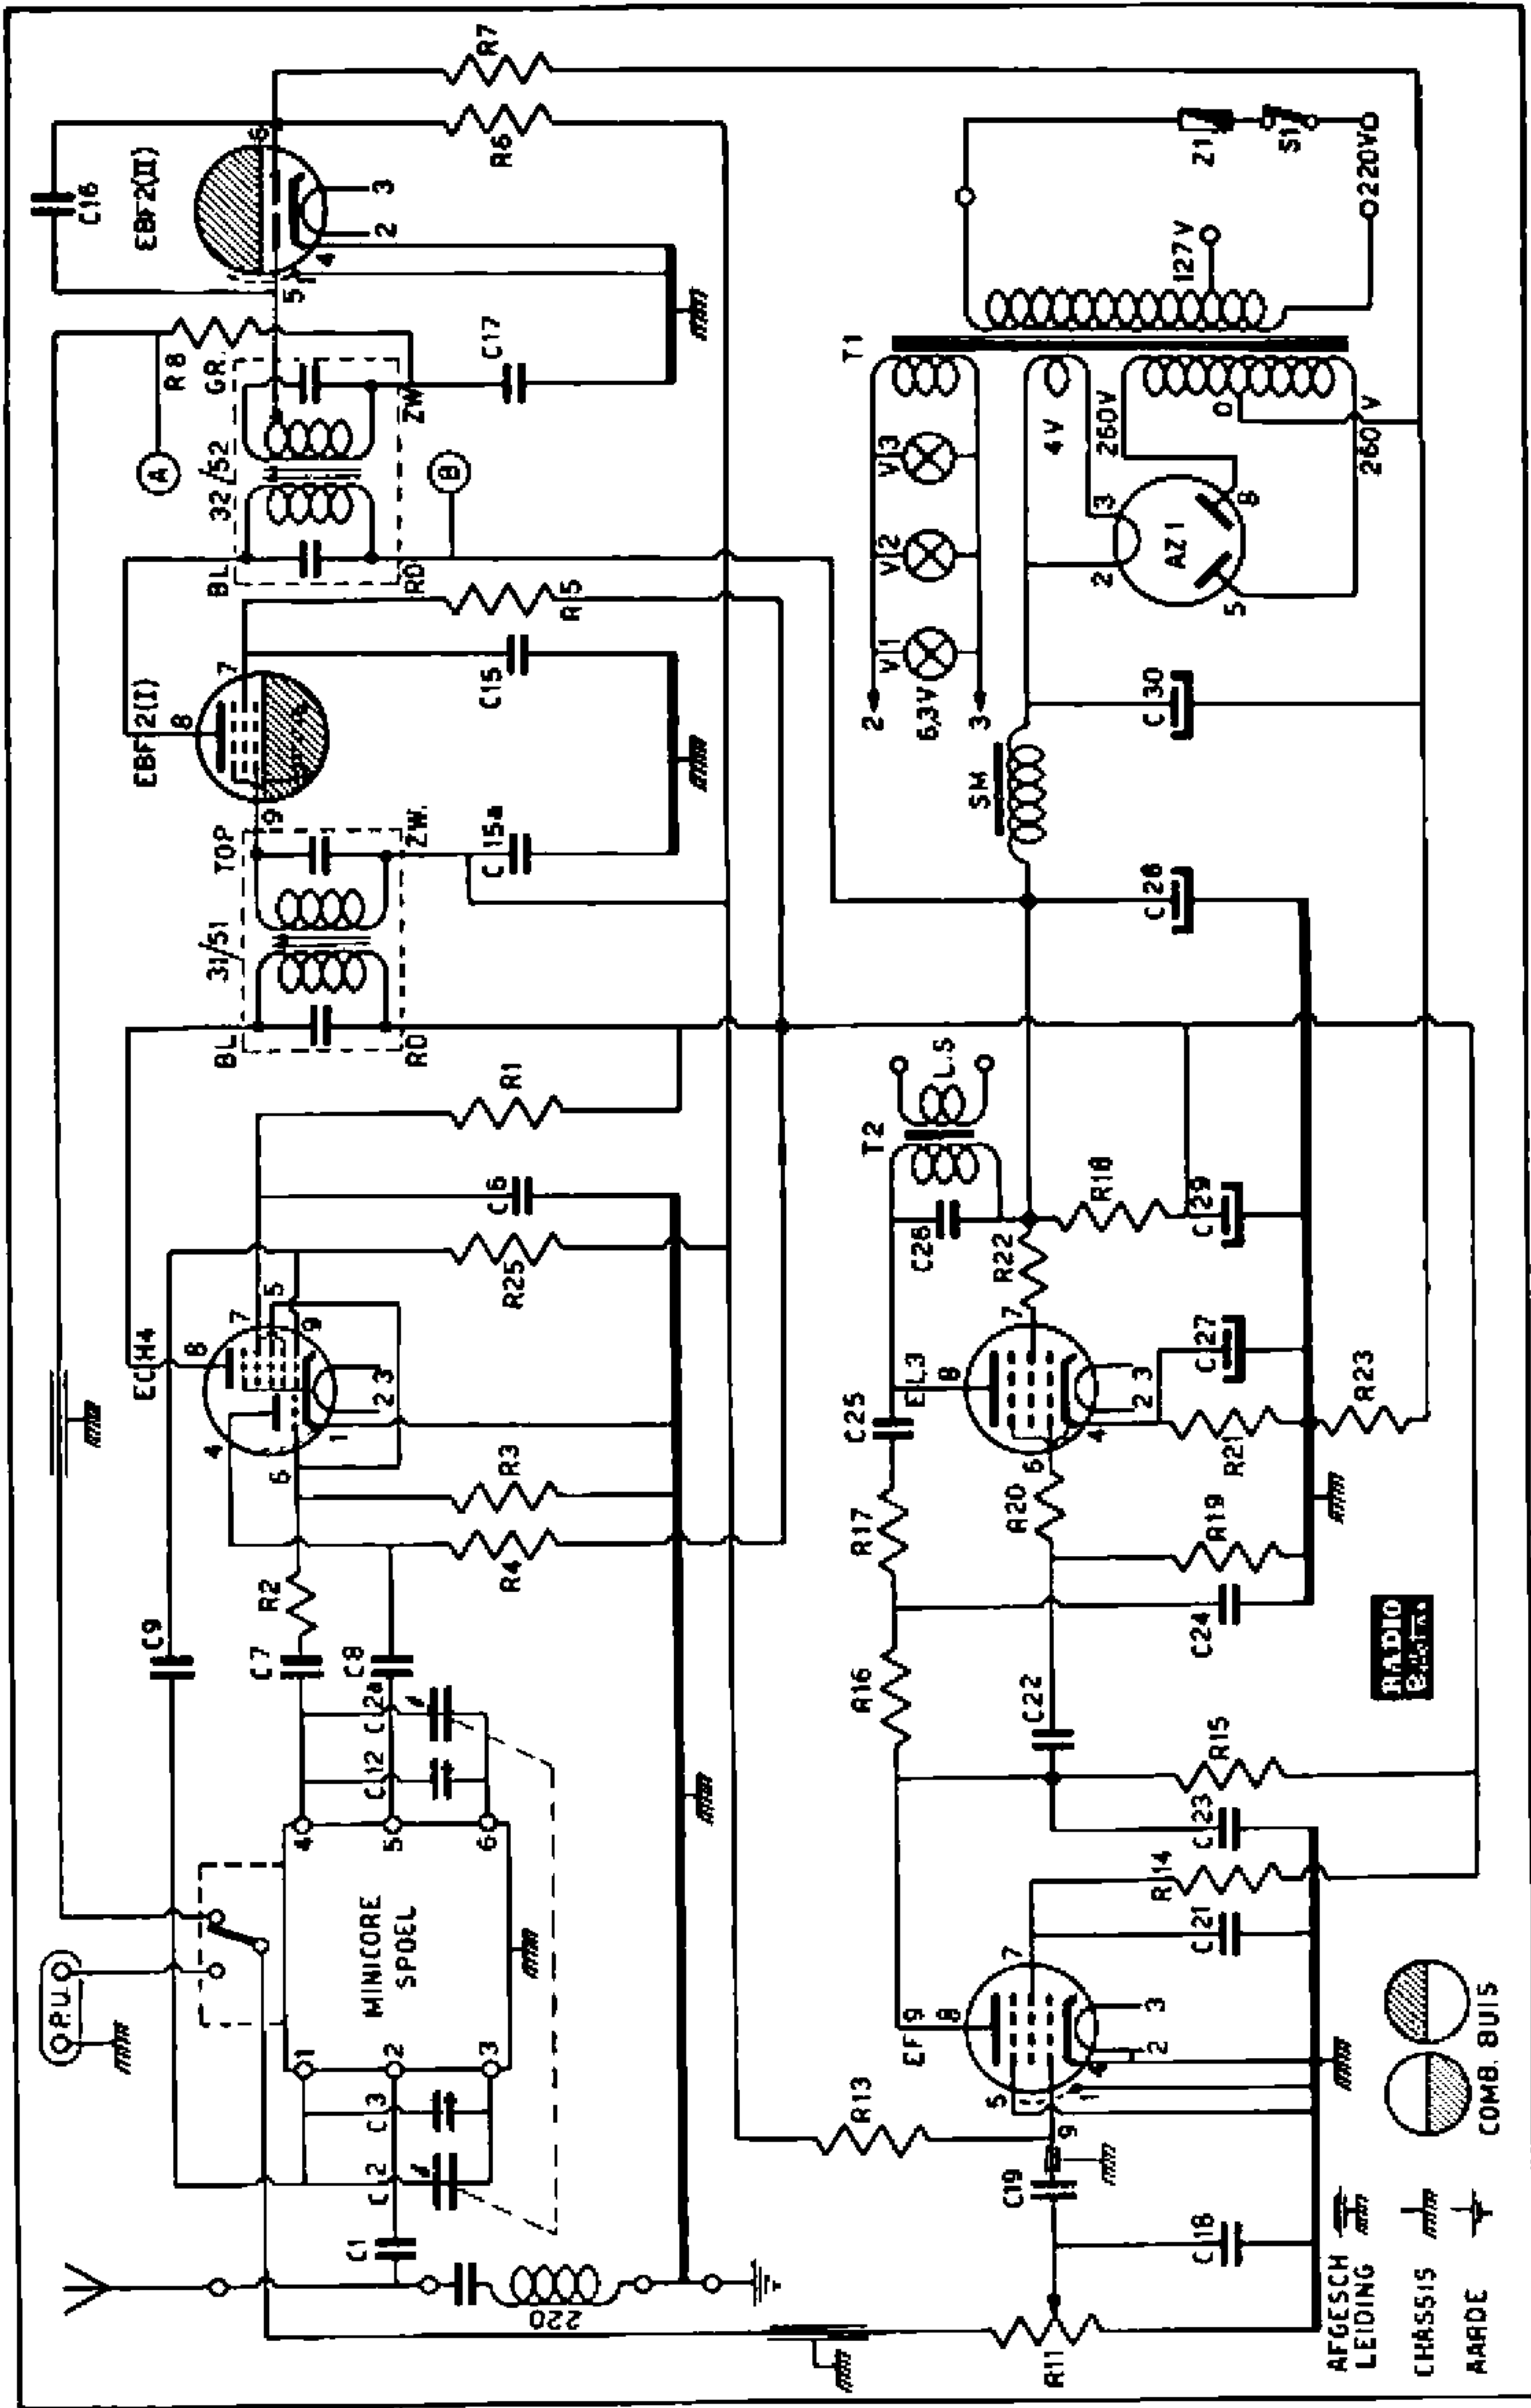 P.U
C9
ECH4
BL
31/51
TOP
EBF2(I)
BL
32/52
GR.
R8
A
EBF2(II)
C16
R7
R6
6
5
4
2
3
C17
ZW.
B
RD
R5
7
8
9
C15
C15a
ZW.
RD
R1
C6
R25
8
7
5
9
4
6
1
2
3
R3
R4
R2
C7
C8
C2a
C12
4
5
6
MINICORE
SPOEL
1
2
3
C3
C2
C1
220
T1
V3
V2
V1
2
6,3V
3
4V
260V
0
260V
127V
220V
Z1
S1
AZ1
2
3
5
8
SM
C30
C28
T2
L.S
C26
R22
R18
C29
C27
EL3
8
7
6
4
2
3
C25
R17
R20
R21
R23
R19
C24
R16
C22
R15
C23
R14
C21
EF9
8
7
5
1
4
2
3
9
R13
C19
C18
R11
RADIO
AFGESCH
LEIDING
CHASSIS
AARDE
COMB. BUIS